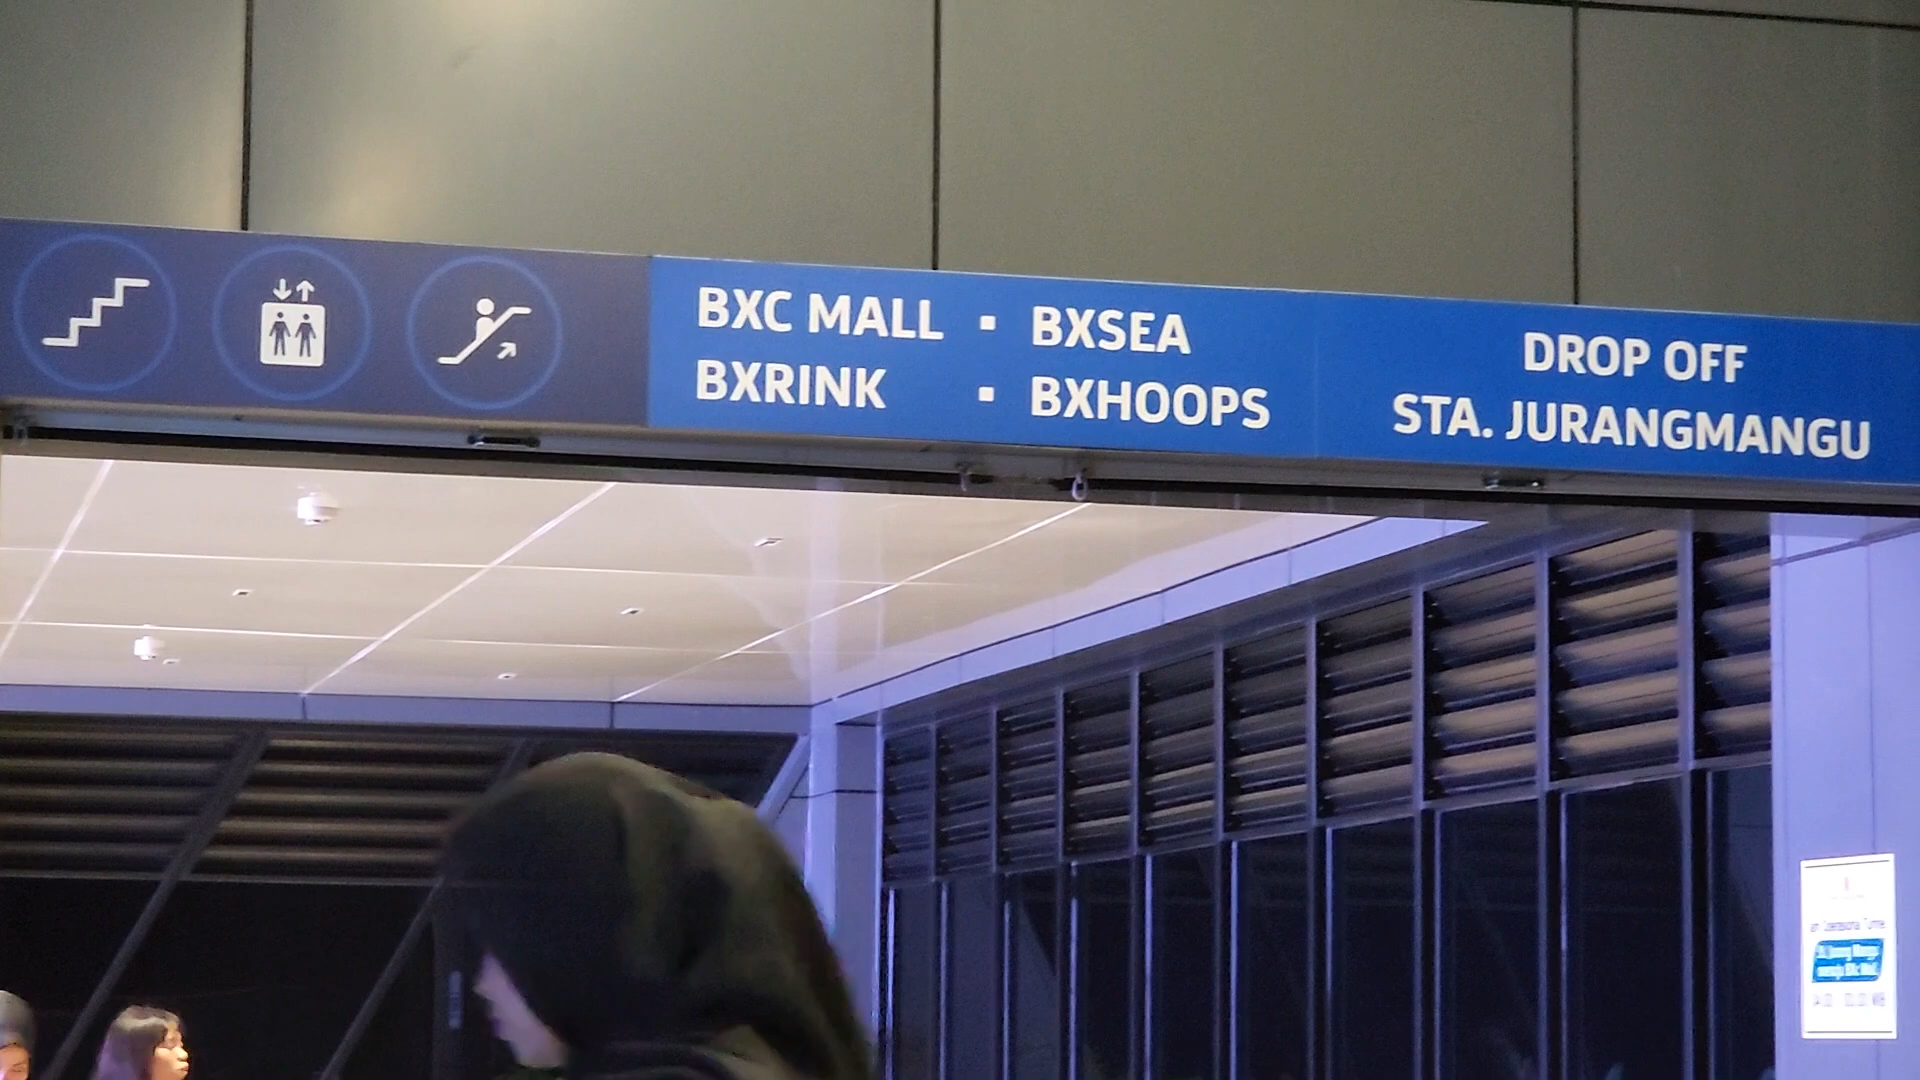 BXC MALL ▪ BXSEA
BXRINK ▪ BXHOOPS
DROP OFF
STA. JURANGMANGU